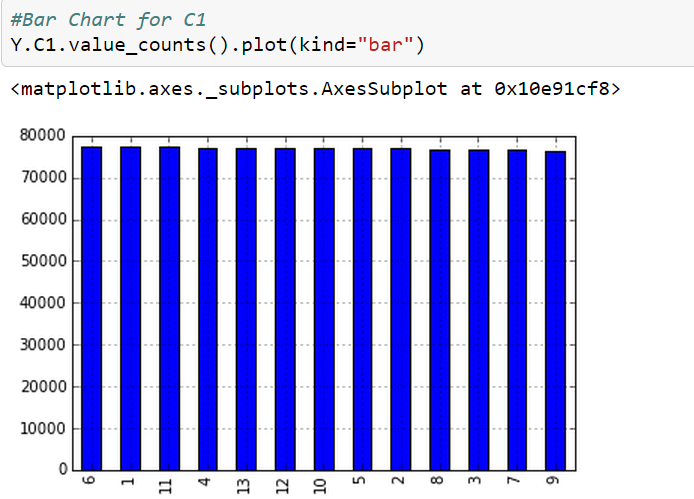 #Bar Chart for C1
Y.C1.value_counts().plot(kind="bar")
<matplotlib.axes._subplots.AxesSubplot at 0x10e91cf8>
80000
70000
60000
50000
40000
30000
20000
10000
0
6 1 11 4 13 12 10 5 2 8 3 7 9